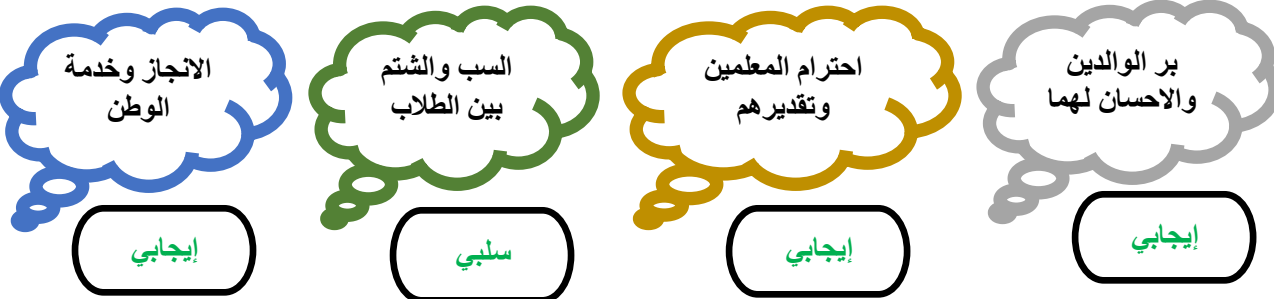 بر الوالدين
والاحسان لهما
إيجابي
احترام المعلمين
وتقديرهم
إيجابي
السب والشتم
بين الطلاب
سلبي
الانجاز وخدمة
الوطن
إيجابي